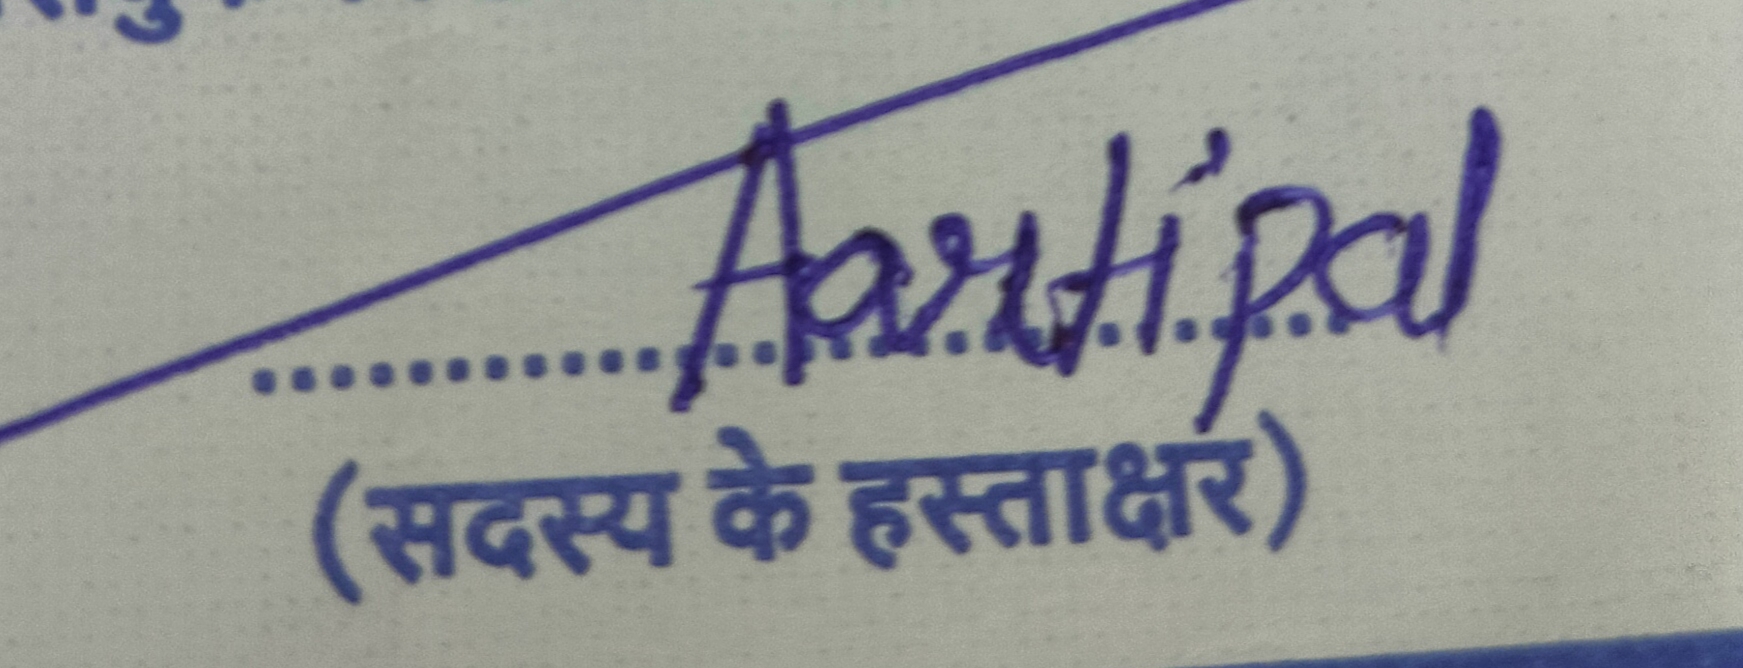 Aarti pal
(सदस्य के हस्ताक्षर)